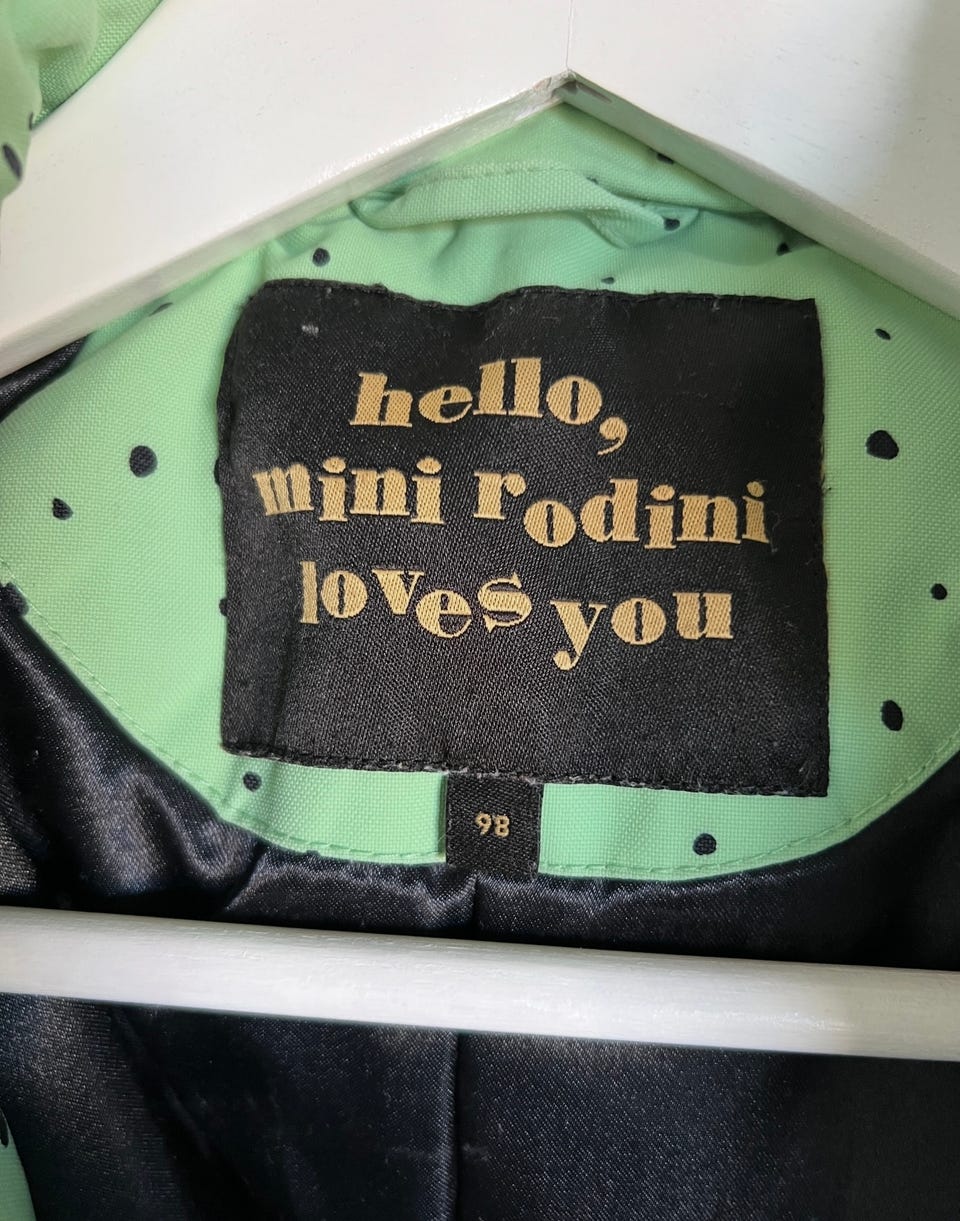 hello,
mini rodini
loves you
98